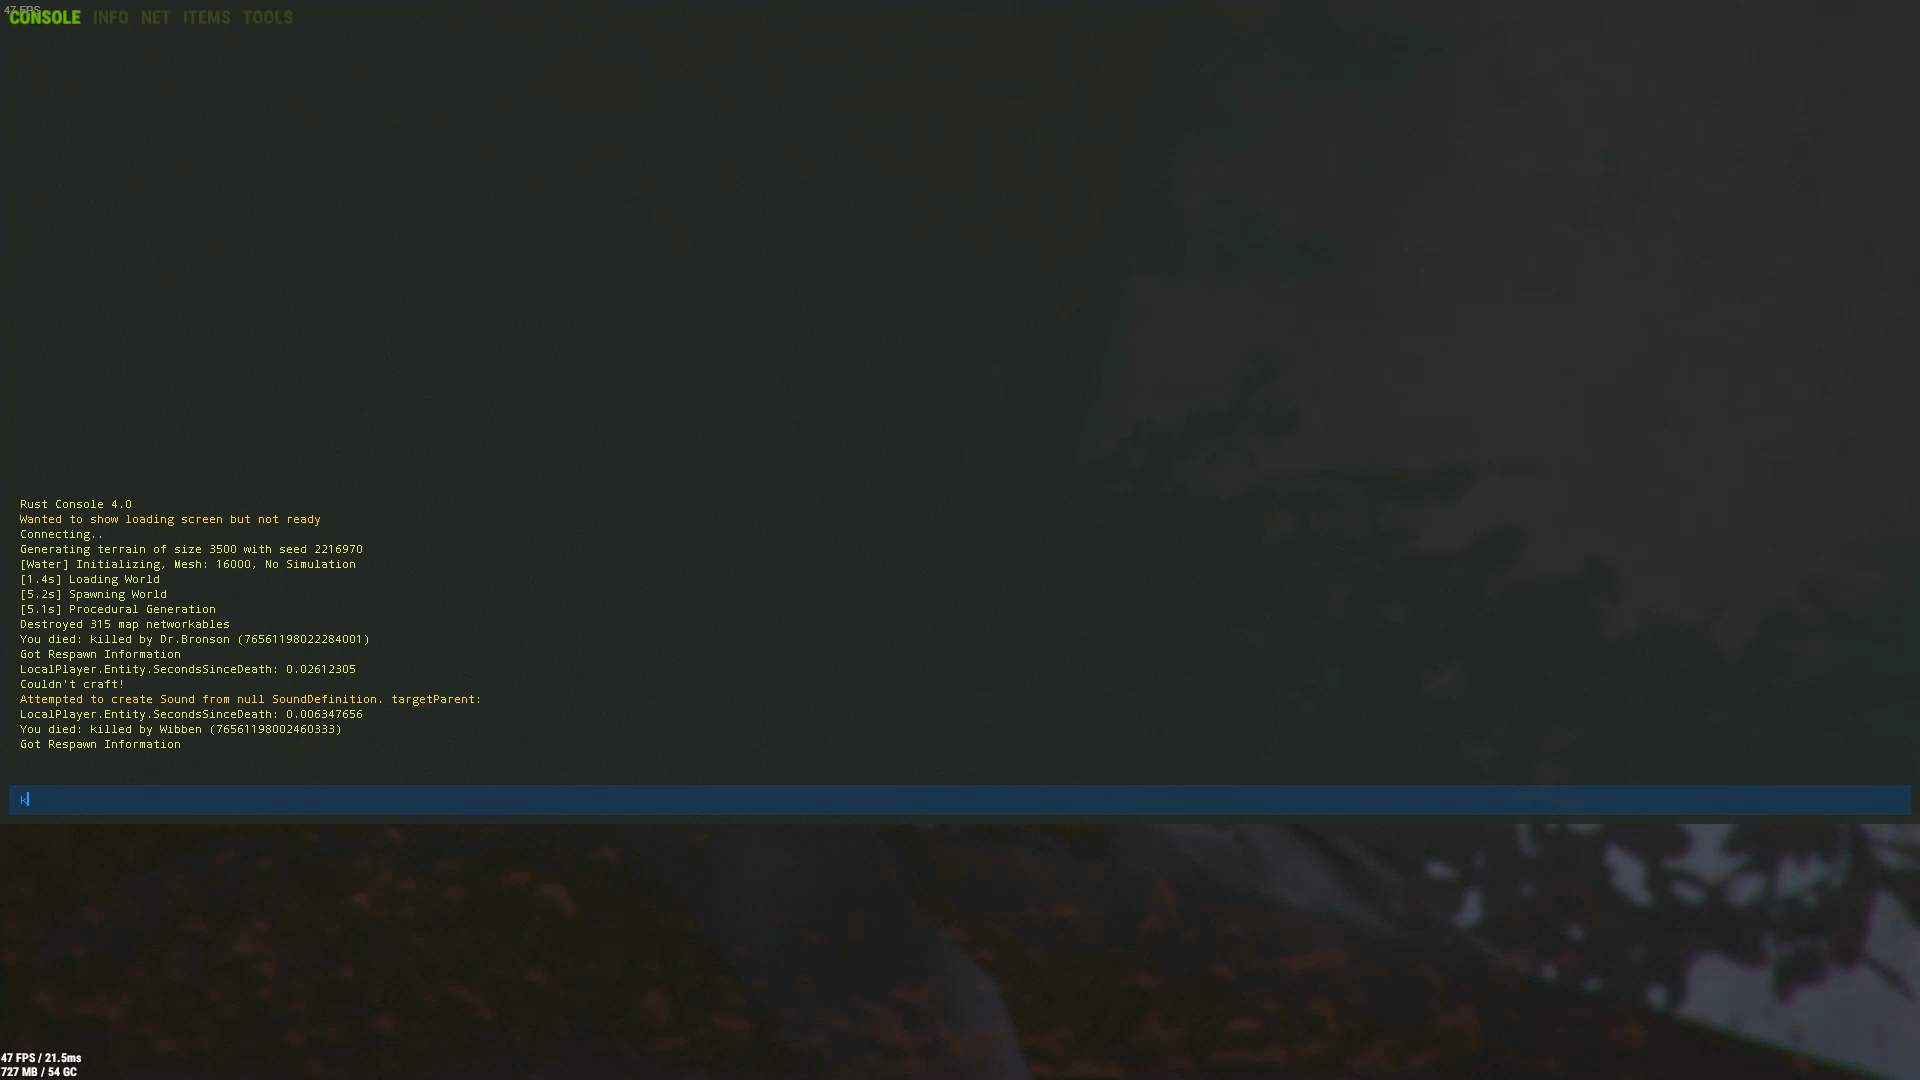 47 FPS
CONSOLE INFO NET ITEMS TOOLS
Rust Console 4.0
Wanted to show loading screen but not ready
Connecting..
Generating terrain of size 3500 with seed 2216970
[Water] Initializing, Mesh: 16000, No Simulation
[1.4s] Loading World
[5.2s] Spawning World
[5.1s] Procedural Generation
Destroyed 315 map networkables
You died: killed by Dr.Bronson (76561198022284001)
Got Respawn Information
LocalPlayer.Entity.SecondsSinceDeath: 0.02612305
Couldn't craft!
Attempted to create Sound from null SoundDefinition. targetParent:
LocalPlayer.Entity.SecondsSinceDeath: 0.006347656
You died: killed by Wibben (76561198002460333)
Got Respawn Information
k
47 FPS / 21.5ms
727 MB / 54 GC